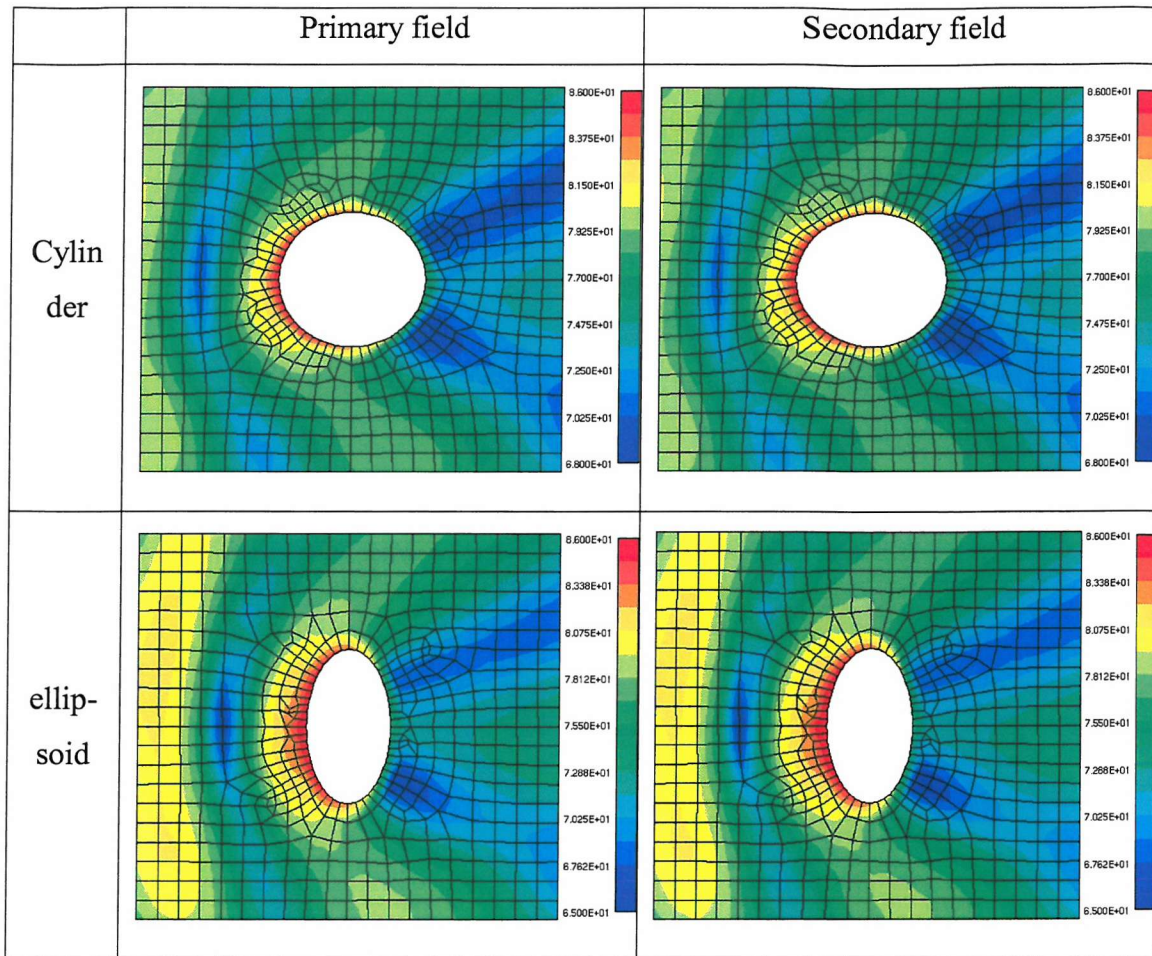 Primary field
Secondary field
Cylin
der
8.600E+01
8.375E+01
8.150E+01
7.925E+01
7.700E+01
7.475E+01
7.250E+01
7.025E+01
6.800E+01
8.600E+01
8.375E+01
8.150E+01
7.925E+01
7.700E+01
7.475E+01
7.250E+01
7.025E+01
6.800E+01
ellip-
soid
8.600E+01
8.338E+01
8.075E+01
7.812E+01
7.550E+01
7.288E+01
7.025E+01
6.762E+01
6.500E+01
8.600E+01
8.338E+01
8.075E+01
7.812E+01
7.550E+01
7.288E+01
7.025E+01
6.762E+01
6.500E+01